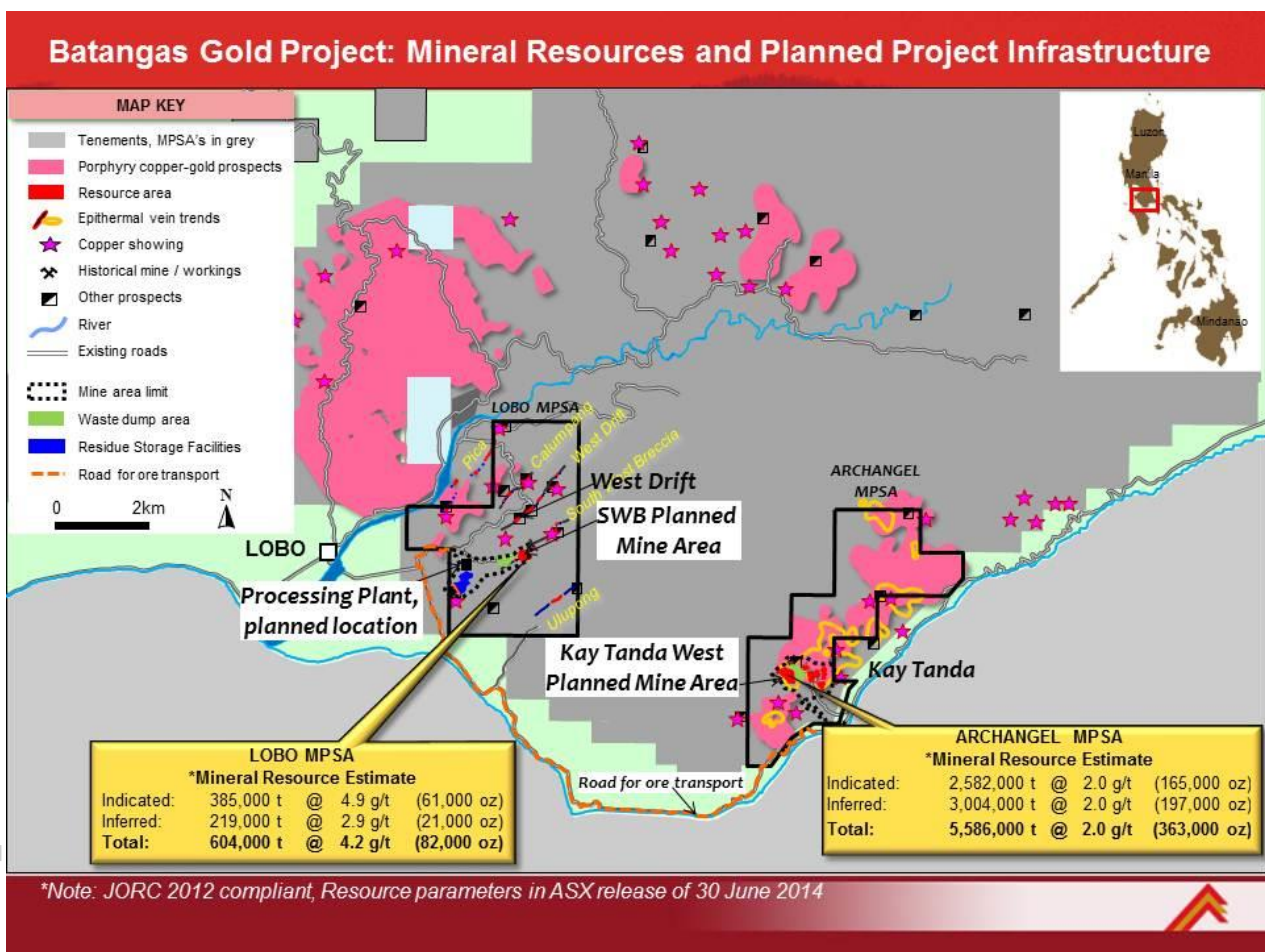 Batangas Gold Project: Mineral Resources and Planned Project Infrastructure
MAP KEY
Tenements, MPSA's in grey
Porphyry copper-gold prospects
Resource area
Epithermal vein trends
Copper showing
Historical mine / workings
Other prospects
River
Existing roads
Mine area limit
Waste dump area
Residue Storage Facilities
Road for ore transport
0 2km
N
Luzon
Manila
Mindanao
LOBO MPSA
Pica
Calumpong
West Drift
South West Breccia
West Drift
SWB Planned
Mine Area
LOBO
Processing Plant,
planned location
Ulupong
ARCHANGEL
MPSA
Kay Tanda West
Planned Mine Area
Kay Tanda
Road for ore transport
LOBO MPSA
*Mineral Resource Estimate
Indicated: 385,000 t @ 4.9 g/t (61,000 oz)
Inferred: 219,000 t @ 2.9 g/t (21,000 oz)
Total: 604,000 t @ 4.2 g/t (82,000 oz)
ARCHANGEL MPSA
*Mineral Resource Estimate
Indicated: 2,582,000 t @ 2.0 g/t (165,000 oz)
Inferred: 3,004,000 t @ 2.0 g/t (197,000 oz)
Total: 5,586,000 t @ 2.0 g/t (363,000 oz)
*Note: JORC 2012 compliant, Resource parameters in ASX release of 30 June 2014